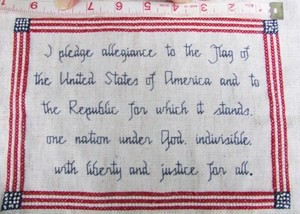 I pledge allegiance to the Flag of
the United States of America and to
the Republic for which it stands.
one nation under God, indivisible,
with liberty and justice for all.